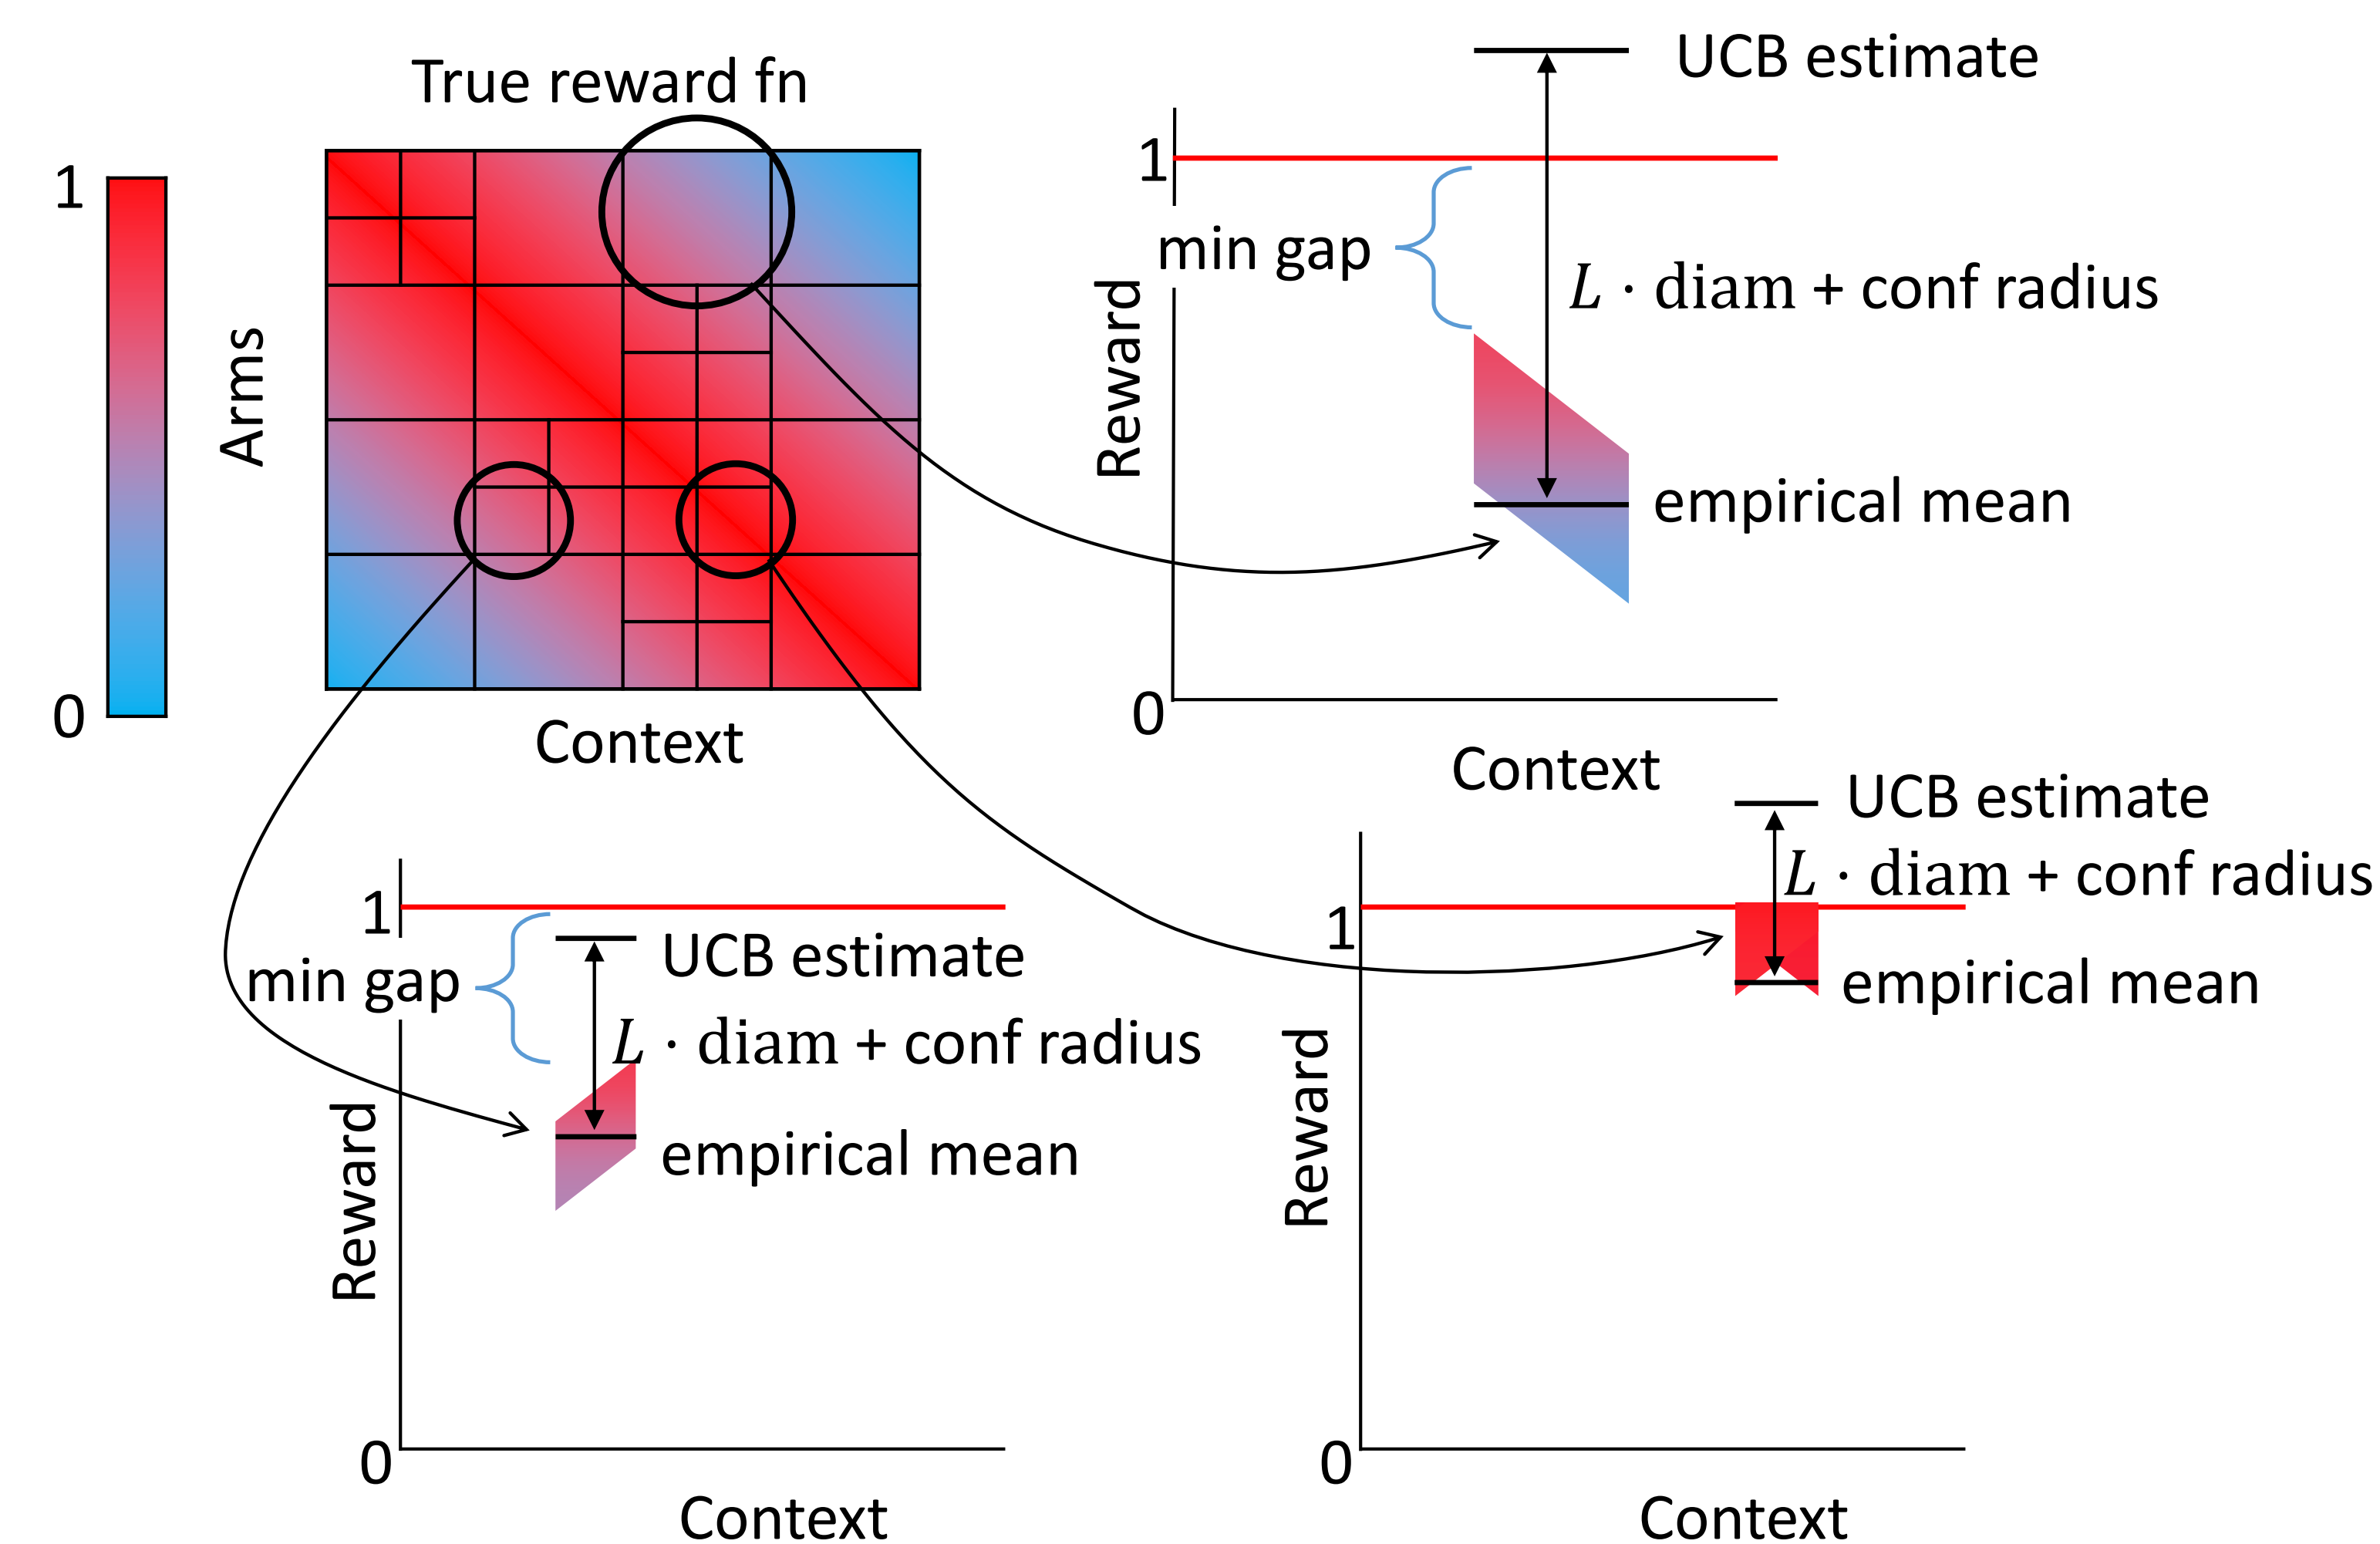 True reward fn
1
0
Arms
Context
UCB estimate
1
min gap
L · diam + conf radius
Reward
empirical mean
0
Context
1
UCB estimate
min gap
L · diam + conf radius
Reward
empirical mean
0
Context
UCB estimate
L · diam + conf radius
1
empirical mean
Reward
0
Context